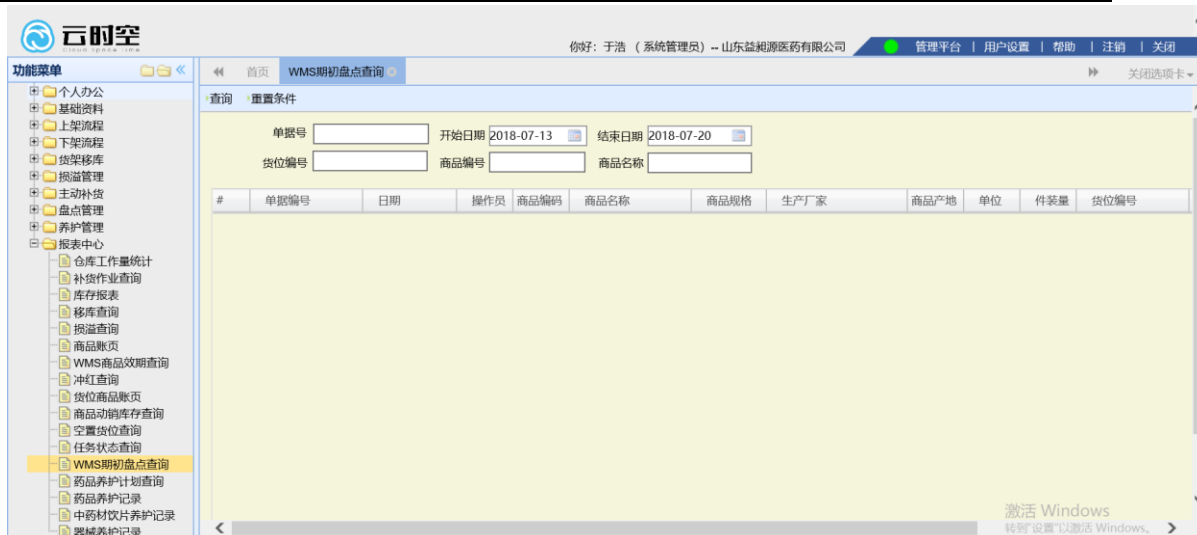 云时空
Cloud space time
你好：于浩 （系统管理员）-- 山东益昶源医药有限公司
管理平台 | 用户设置 | 帮助 | 注销 | 关闭
功能菜单
首页
WMS期初盘点查询
关闭选项卡
查询
重置条件
个人办公
基础资料
上架流程
下架流程
货架移库
损溢管理
主动补货
盘点管理
养护管理
报表中心
仓库工作量统计
补货作业查询
库存报表
移库查询
损溢查询
商品账页
WMS商品效期查询
冲红查询
货位商品账页
商品动销库存查询
空置货位查询
任务状态查询
WMS期初盘点查询
药品养护计划查询
药品养护记录
中药材饮片养护记录
器械养护记录
单据号
开始日期 2018-07-13
结束日期 2018-07-20
货位编号
商品编号
商品名称
# 单据编号 日期 操作员 商品编码 商品名称 商品规格 生产厂家 商品产地 单位 件装量 货位编号
激活 Windows
转到"设置"以激活 Windows。